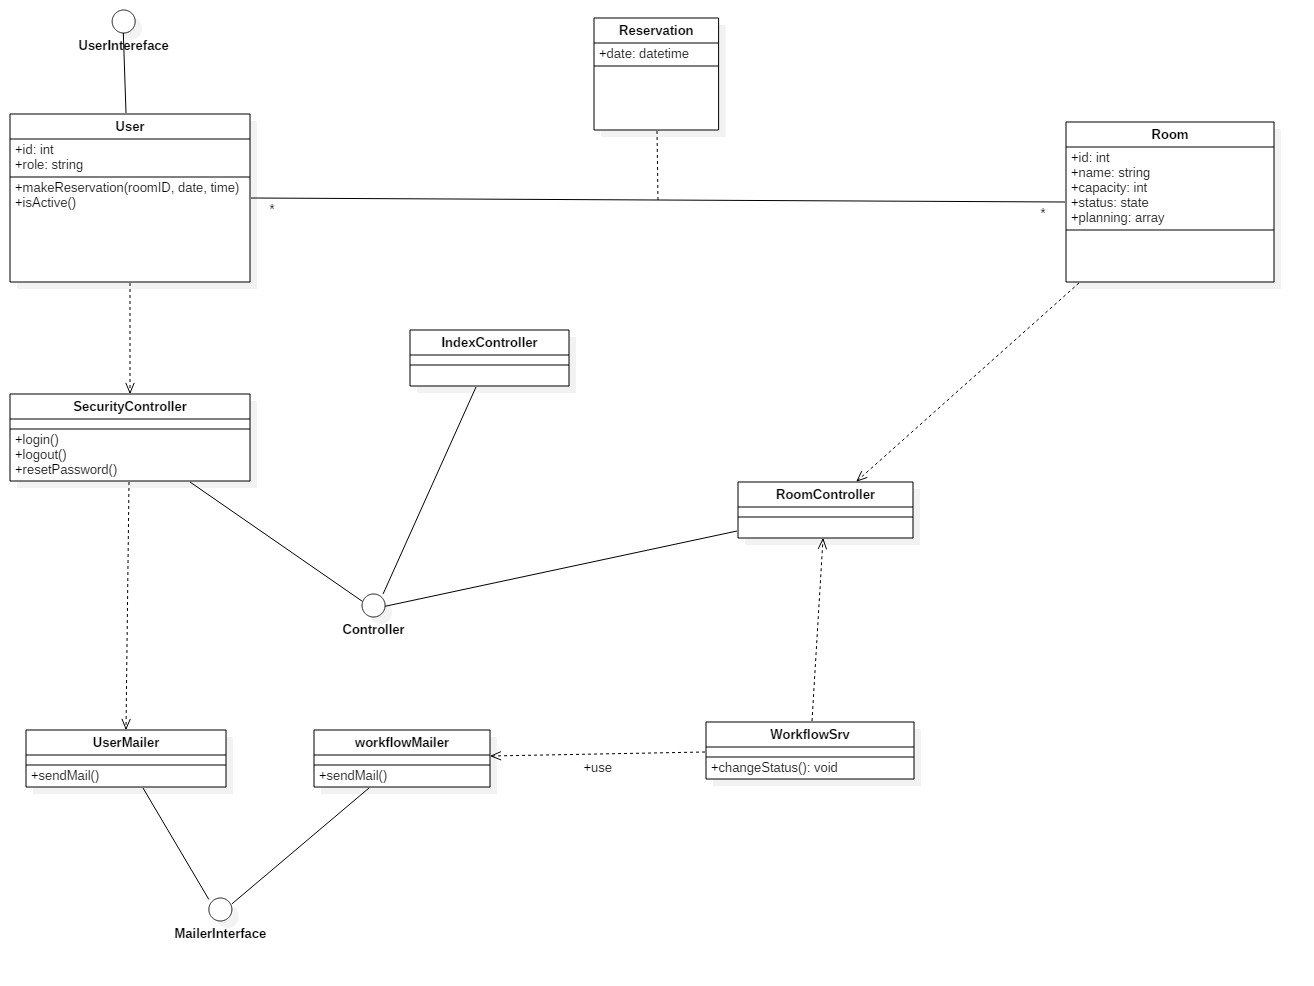 UserIntereface
Reservation
+date: datetime
User
+id: int
+role: string
+makeReservation(roomID, date, time)
+isActive()
Room
+id: int
+name: string
+capacity: int
+status: state
+planning: array
*
*
IndexController
SecurityController
+login()
+logout()
+resetPassword()
RoomController
Controller
UserMailer
+sendMail()
workflowMailer
+sendMail()
+use
WorkflowSrv
+changeStatus(): void
MailerInterface